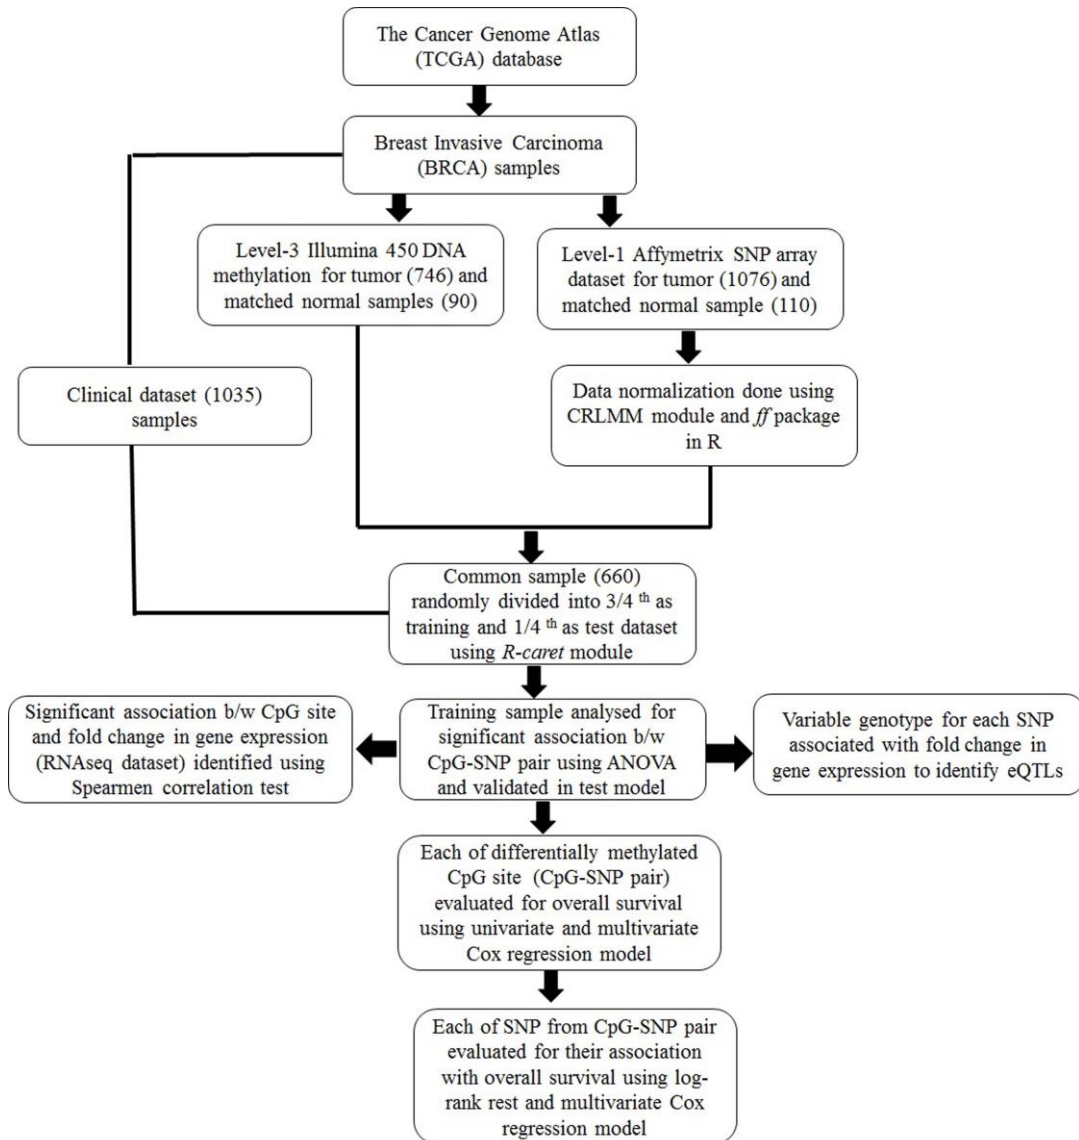 The Cancer Genome Atlas
(TCGA) database
Breast Invasive Carcinoma
(BRCA) samples
Level-3 Illumina 450 DNA
methylation for tumor (746) and
matched normal samples (90)
Level-1 Affymetrix SNP array
dataset for tumor (1076) and
matched normal sample (110)
Clinical dataset (1035)
samples
Data normalization done using
CRLMM module and ff package
in R
Common sample (660)
randomly divided into 3/4 th as
training and 1/4 th as test dataset
using R-caret module
Significant association b/w CpG site
and fold change in gene expression
(RNAseq dataset) identified using
Spearmen correlation test
Training sample analysed for
significant association b/w
CpG-SNP pair using ANOVA
and validated in test model
Variable genotype for each SNP
associated with fold change in
gene expression to identify eQTLs
Each of differentially methylated
CpG site (CpG-SNP pair)
evaluated for overall survival
using univariate and multivariate
Cox regression model
Each of SNP from CpG-SNP pair
evaluated for their association
with overall survival using log-
rank rest and multivariate Cox
regression model